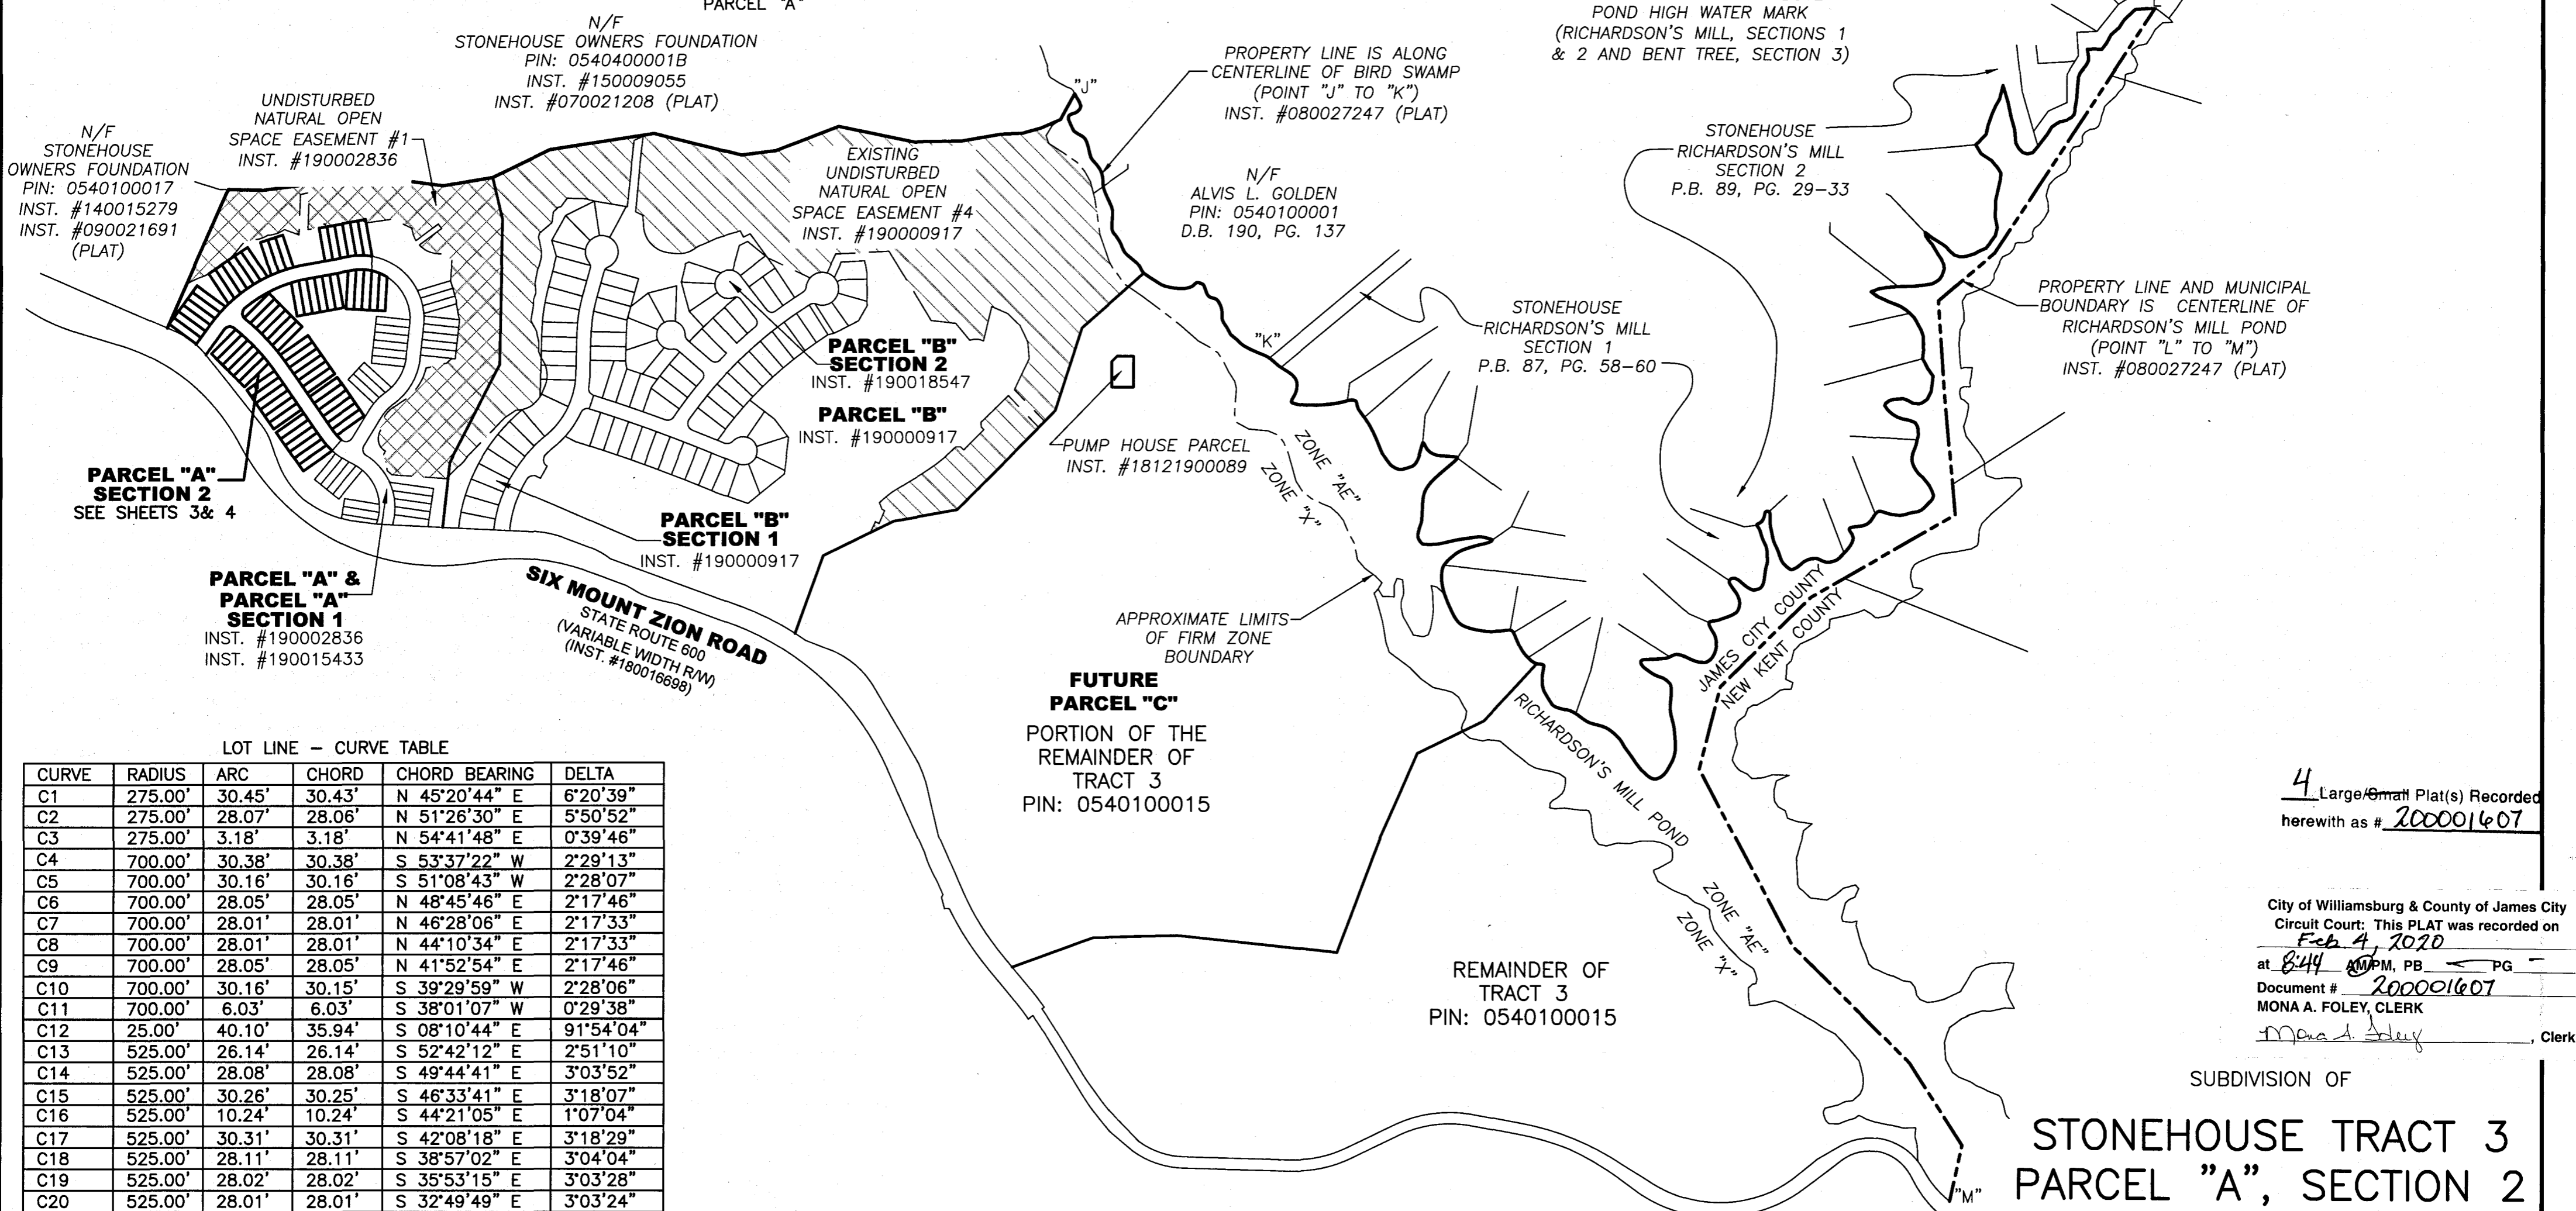 PARCEL "A"
N/F
STONEHOUSE OWNERS FOUNDATION
PIN: 0540400001B
INST. #150009055
INST. #070021208 (PLAT)
UNDISTURBED
NATURAL OPEN
SPACE EASEMENT #1
INST. #190002836
N/F
STONEHOUSE
OWNERS FOUNDATION
PIN: 0540100017
INST. #140015279
INST. #090021691
(PLAT)
EXISTING
UNDISTURBED
NATURAL OPEN
SPACE EASEMENT #4
INST. #190000917
"J"
PROPERTY LINE IS ALONG
CENTERLINE OF BIRD SWAMP
(POINT "J" TO "K")
INST. #080027247 (PLAT)
POND HIGH WATER MARK
(RICHARDSON'S MILL, SECTIONS 1
& 2 AND BENT TREE, SECTION 3)
STONEHOUSE
RICHARDSON'S MILL
SECTION 2
P.B. 89, PG. 29-33
N/F
ALVIS L. GOLDEN
PIN: 0540100001
D.B. 190, PG. 137
"K"
STONEHOUSE
RICHARDSON'S MILL
SECTION 1
P.B. 87, PG. 58-60
PROPERTY LINE AND MUNICIPAL
BOUNDARY IS CENTERLINE OF
RICHARDSON'S MILL POND
(POINT "L" TO "M")
INST. #080027247 (PLAT)
PARCEL "B"
SECTION 2
INST. #190018547
PARCEL "B"
INST. #190000917
PUMP HOUSE PARCEL
INST. #18121900089
ZONE "AE"
ZONE "X"
PARCEL "A"
SECTION 2
SEE SHEETS 3& 4
PARCEL "B"
SECTION 1
INST. #190000917
PARCEL "A" &
PARCEL "A"
SECTION 1
INST. #190002836
INST. #190015433
SIX MOUNT ZION ROAD
STATE ROUTE 600
(VARIABLE WIDTH R/W)
(INST. #180016698)
APPROXIMATE LIMITS
OF FIRM ZONE
BOUNDARY
JAMES CITY COUNTY
NEW KENT COUNTY
FUTURE
PARCEL "C"
PORTION OF THE
REMAINDER OF
TRACT 3
PIN: 0540100015
RICHARDSON'S MILL POND
ZONE "AE"
ZONE "X"
REMAINDER OF
TRACT 3
PIN: 0540100015
"M"
LOT LINE - CURVE TABLE
CURVE RADIUS ARC CHORD CHORD BEARING DELTA
C1 275.00' 30.45' 30.43' N 45°20'44" E 6°20'39"
C2 275.00' 28.07' 28.06' N 51°26'30" E 5°50'52"
C3 275.00' 3.18' 3.18' N 54°41'48" E 0°39'46"
C4 700.00' 30.38' 30.38' S 53°37'22" W 2°29'13"
C5 700.00' 30.16' 30.16' S 51°08'43" W 2°28'07"
C6 700.00' 28.05' 28.05' N 48°45'46" E 2°17'46"
C7 700.00' 28.01' 28.01' N 46°28'06" E 2°17'33"
C8 700.00' 28.01' 28.01' N 44°10'34" E 2°17'33"
C9 700.00' 28.05' 28.05' N 41°52'54" E 2°17'46"
C10 700.00' 30.16' 30.15' S 39°29'59" W 2°28'06"
C11 700.00' 6.03' 6.03' S 38°01'07" W 0°29'38"
C12 25.00' 40.10' 35.94' S 08°10'44" E 91°54'04"
C13 525.00' 26.14' 26.14' S 52°42'12" E 2°51'10"
C14 525.00' 28.08' 28.08' S 49°44'41" E 3°03'52"
C15 525.00' 30.26' 30.25' S 46°33'41" E 3°18'07"
C16 525.00' 10.24' 10.24' S 44°21'05" E 1°07'04"
C17 525.00' 30.31' 30.31' S 42°08'18" E 3°18'29"
C18 525.00' 28.11' 28.11' S 38°57'02" E 3°04'04"
C19 525.00' 28.02' 28.02' S 35°53'15" E 3°03'28"
C20 525.00' 28.01' 28.01' S 32°49'49" E 3°03'24"
4 Large/Small Plat(s) Recorded
herewith as # 200001607
City of Williamsburg & County of James City
Circuit Court: This PLAT was recorded on
Feb. 4, 2020
at 8:44 AM/PM, PB — PG —
Document # 200001607
MONA A. FOLEY, CLERK
Mona A. Foley, Clerk
SUBDIVISION OF
STONEHOUSE TRACT 3
PARCEL "A", SECTION 2